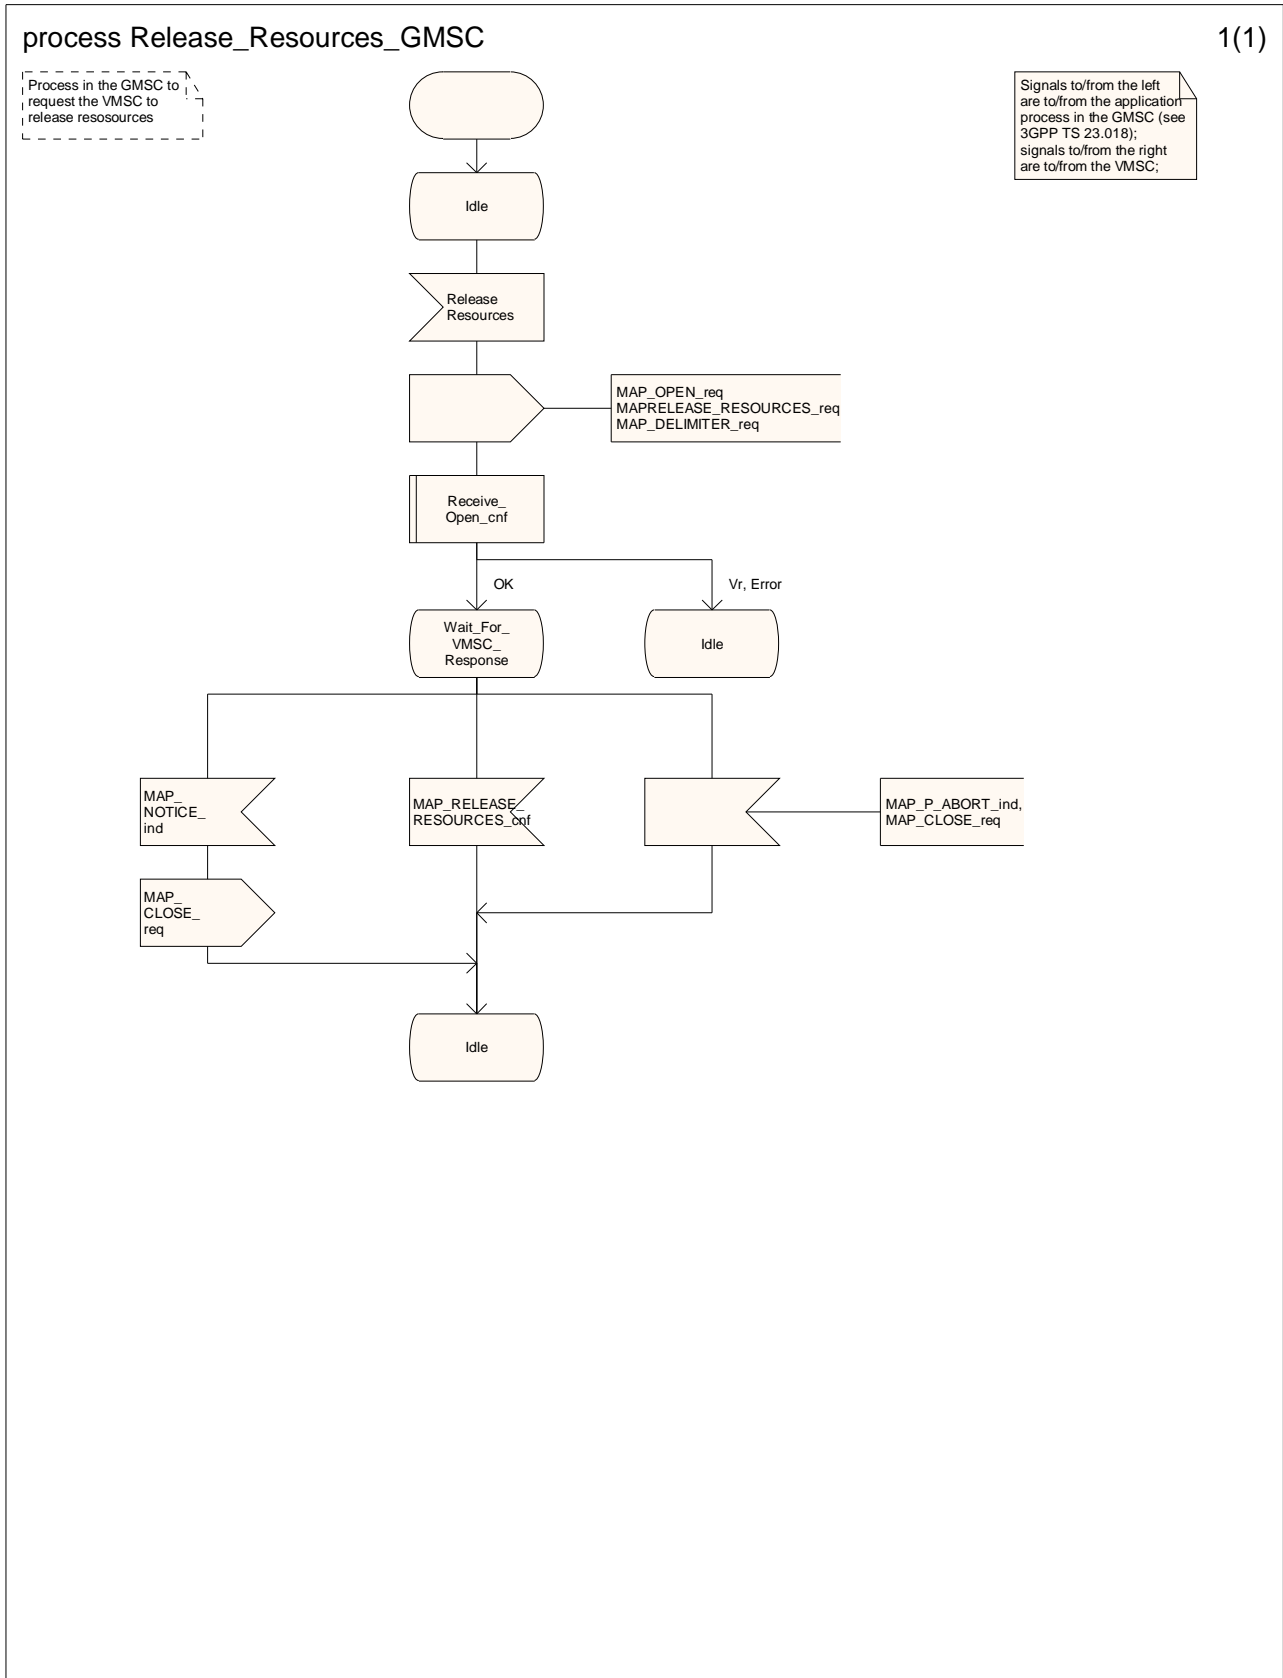 process Release_Resources_GMSC
1(1)
Process in the GMSC to
request the VMSC to
release resosources
Signals to/from the left
are to/from the application
process in the GMSC (see
3GPP TS 23.018);
signals to/from the right
are to/from the VMSC;
Idle
Release
Resources
MAP_OPEN_req
MAPRELEASE_RESOURCES_req
MAP_DELIMITER_req
Receive_
Open_cnf
OK
Vr, Error
Wait_For_
VMSC_
Response
Idle
MAP_
NOTICE_
ind
MAP_RELEASE_
RESOURCES_cnf
MAP_P_ABORT_ind,
MAP_CLOSE_req
MAP_
CLOSE_
req
Idle